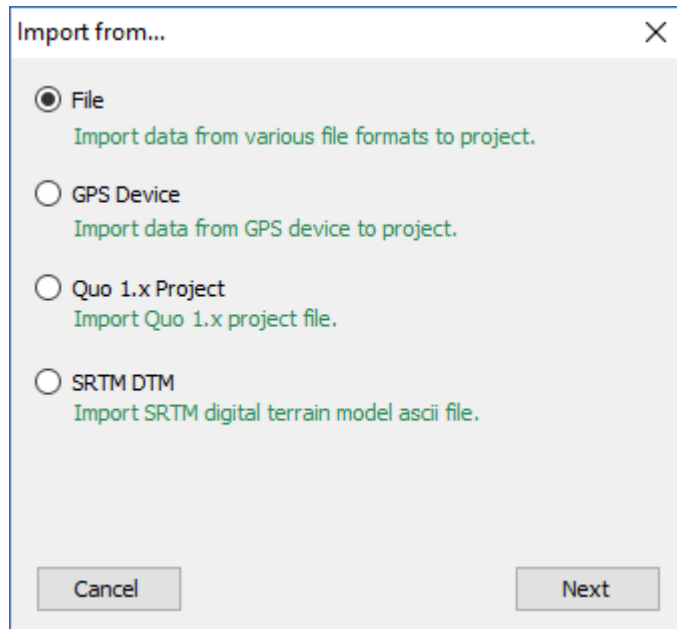 Import from...
File
Import data from various file formats to project.
GPS Device
Import data from GPS device to project.
Quo 1.x Project
Import Quo 1.x project file.
SRTM DTM
Import SRTM digital terrain model ascii file.
Cancel
Next